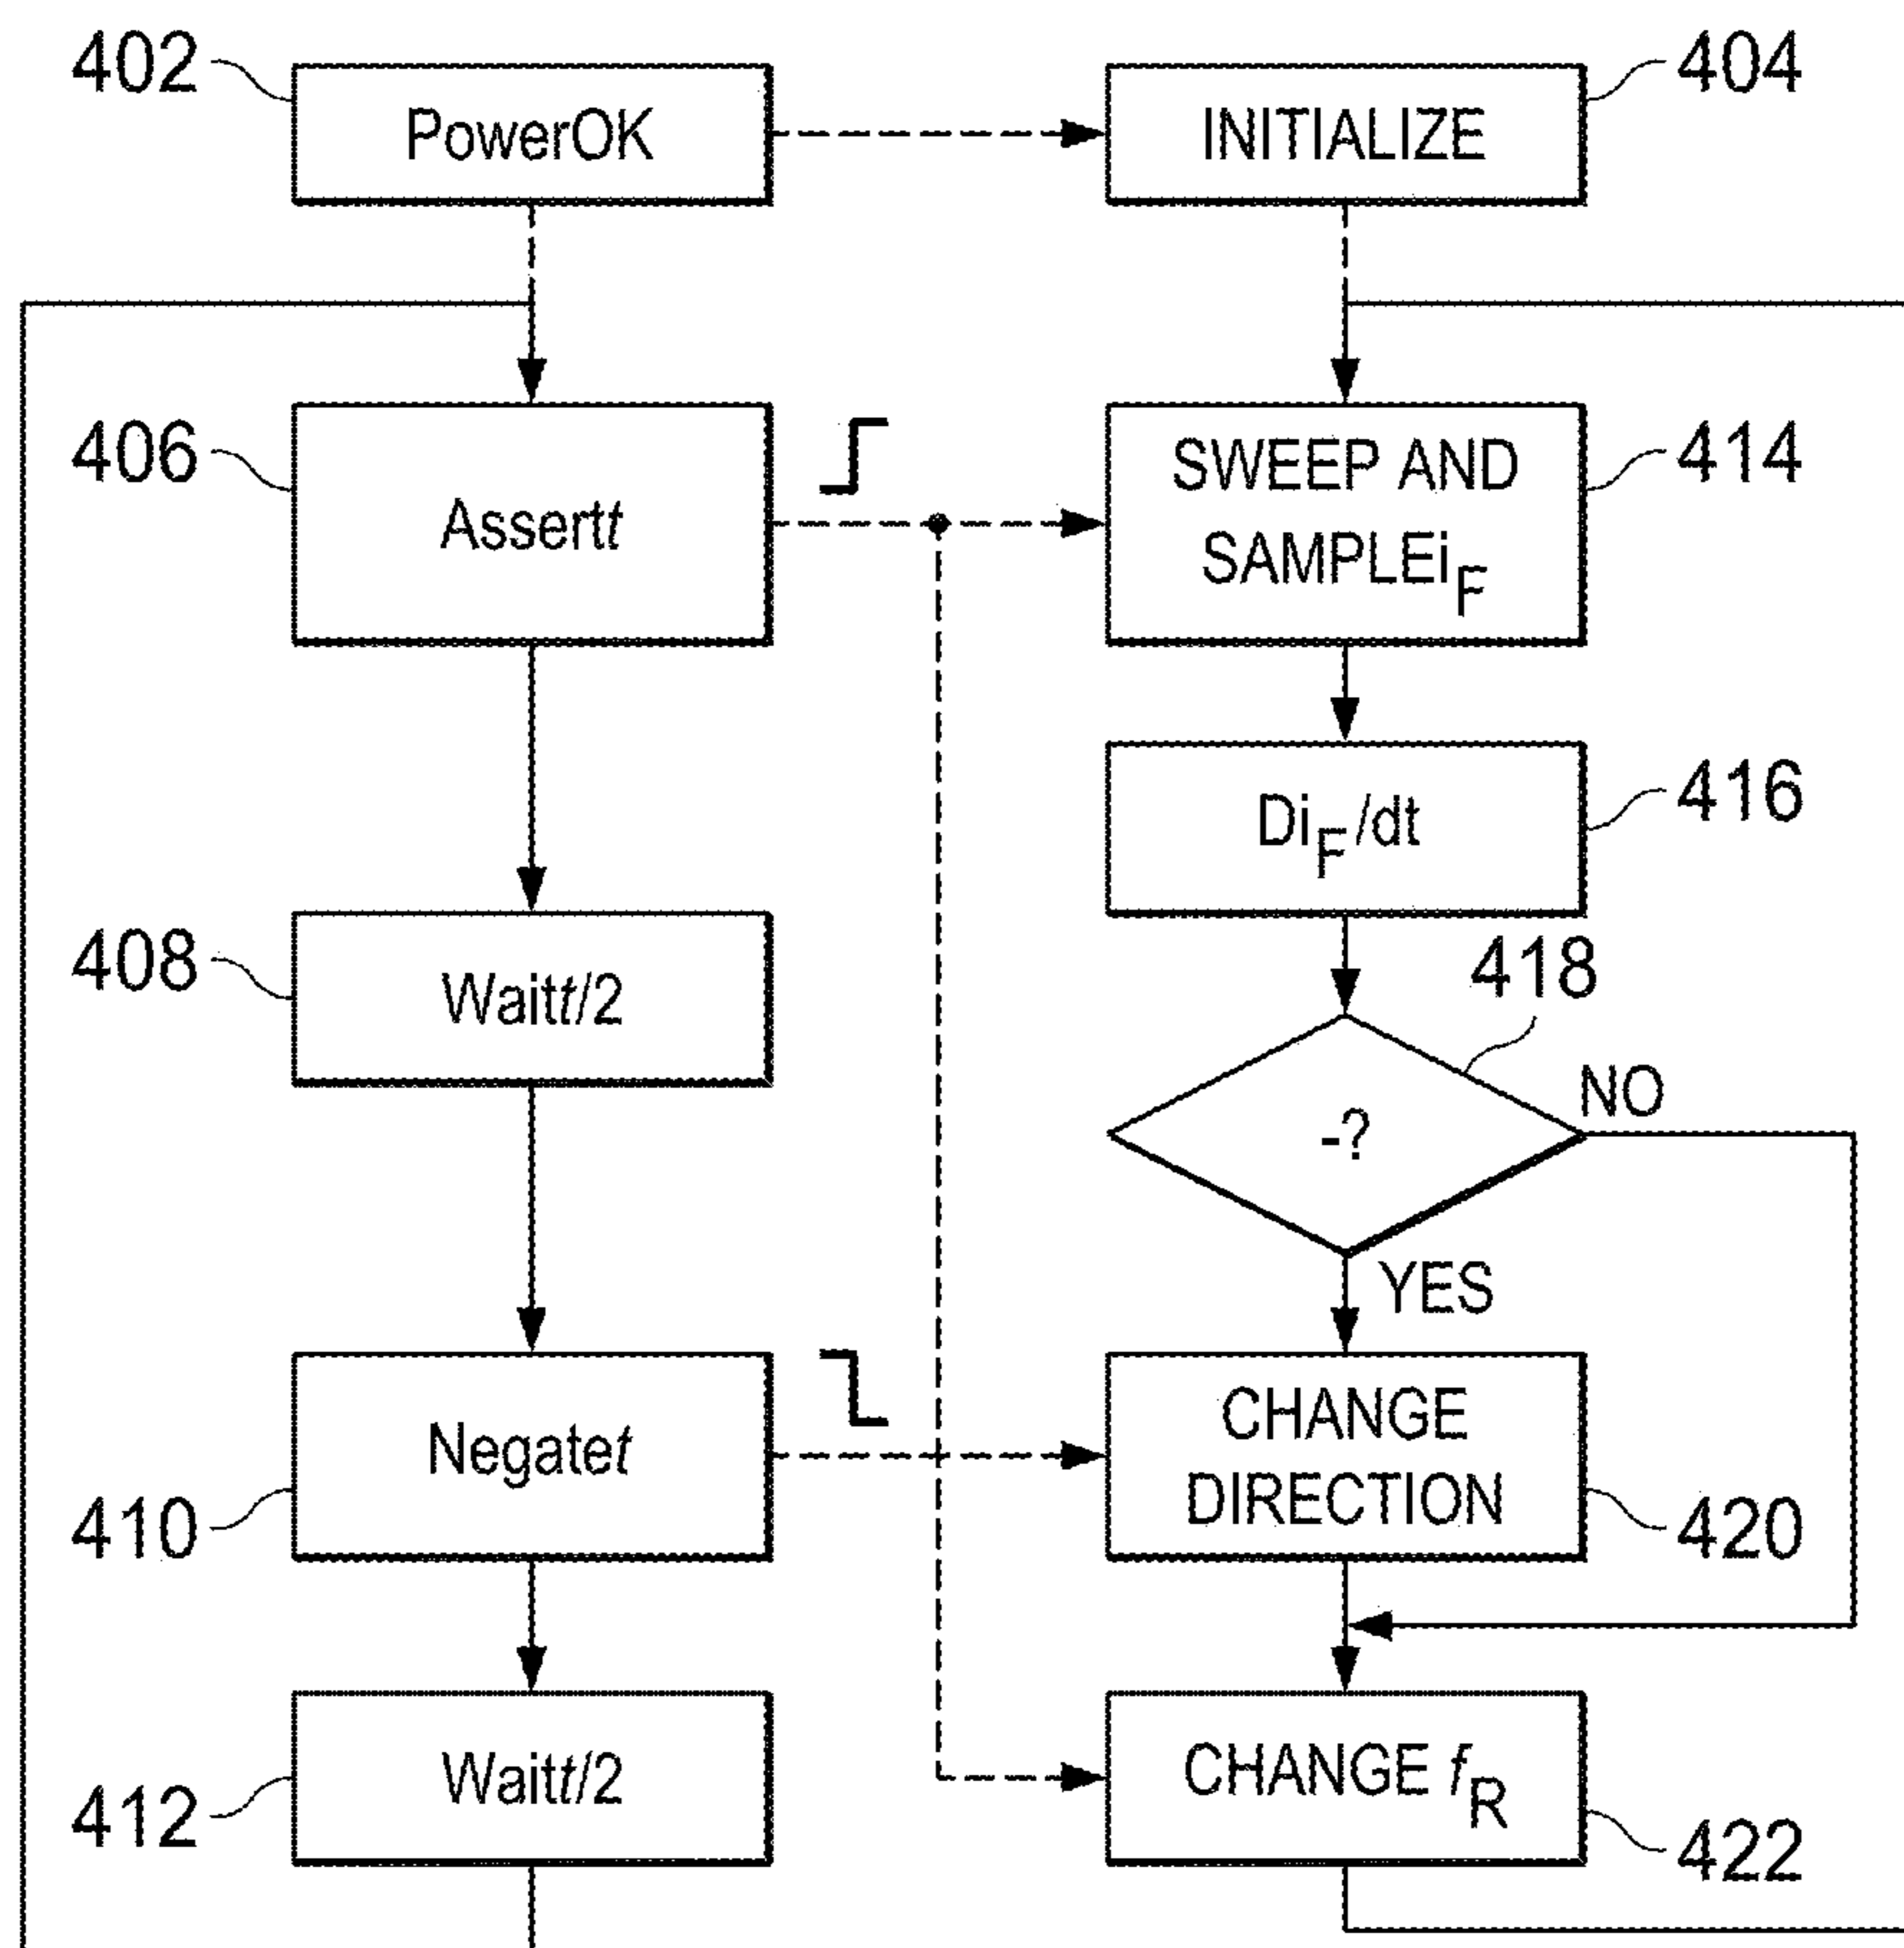 402
PowerOK
INITIALIZE
404
406
Assertt
SWEEP AND
SAMPLEiF
414
DiF/dt
416
408
Waitt/2
418
-?
NO
YES
410
Negatet
CHANGE
DIRECTION
420
412
Waitt/2
CHANGE fR
422